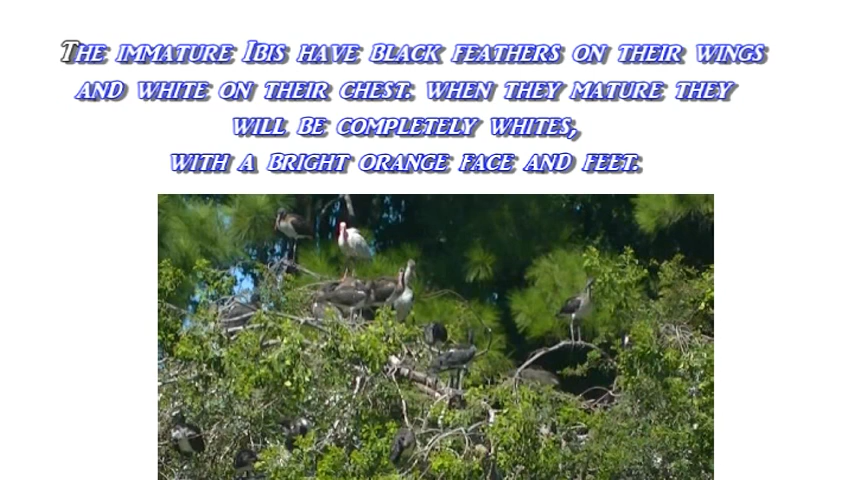 The immature Ibis have black feathers on their wings
and white on their chest. when they mature they
will be completely whites,
with a bright orange face and feet.